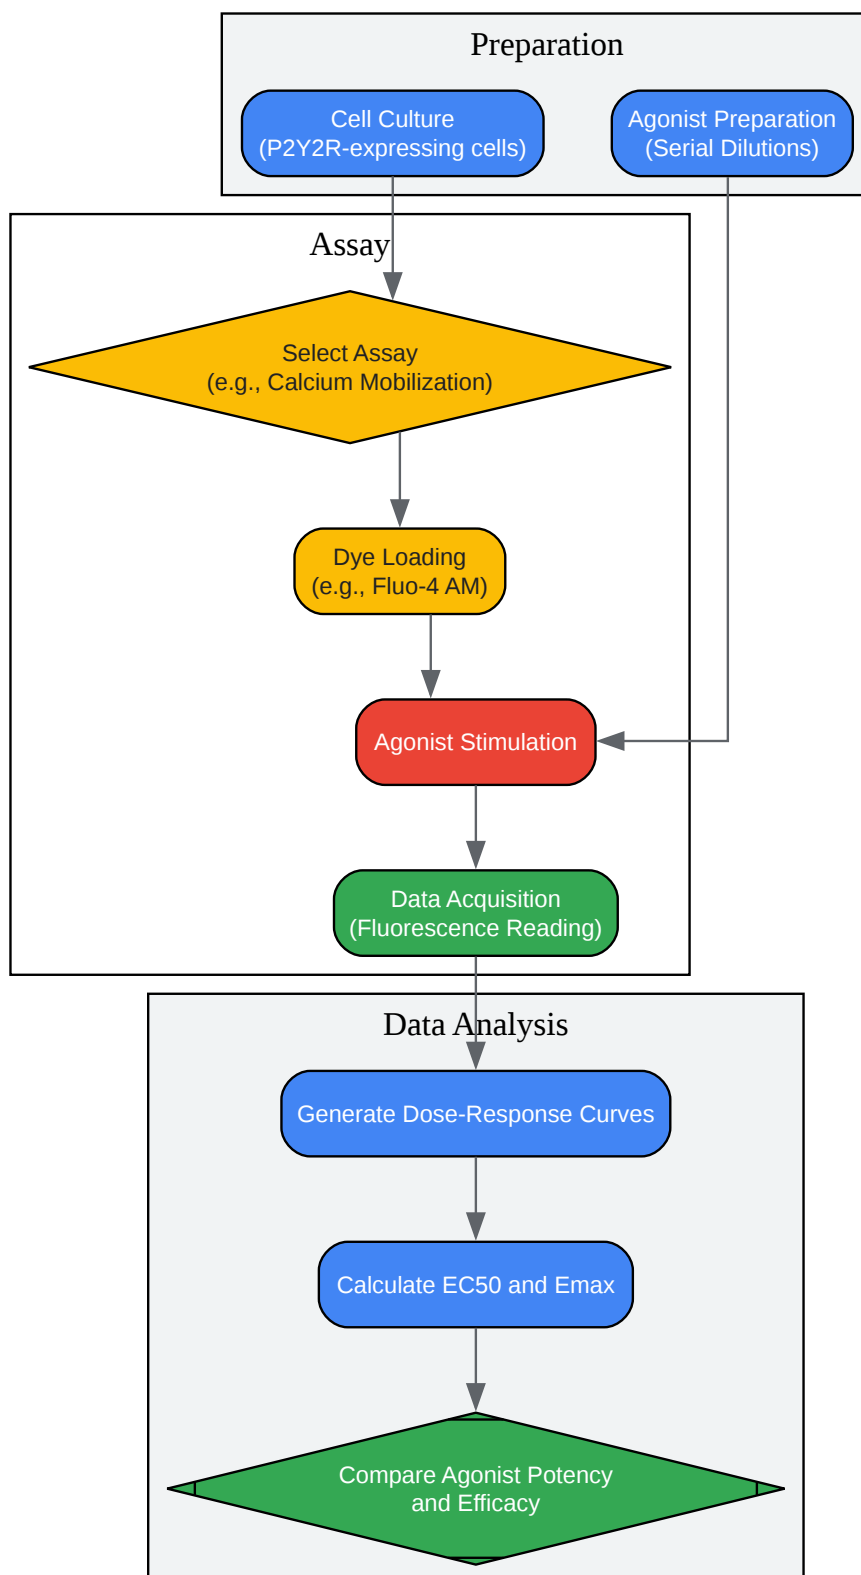 Preparation
Cell Culture
(P2Y2R-expressing cells)
Agonist Preparation
(Serial Dilutions)
Assay
Select Assay
(e.g., Calcium Mobilization)
Dye Loading
(e.g., Fluo-4 AM)
Agonist Stimulation
Data Acquisition
(Fluorescence Reading)
Data Analysis
Generate Dose-Response Curves
Calculate EC50 and Emax
Compare Agonist Potency
and Efficacy